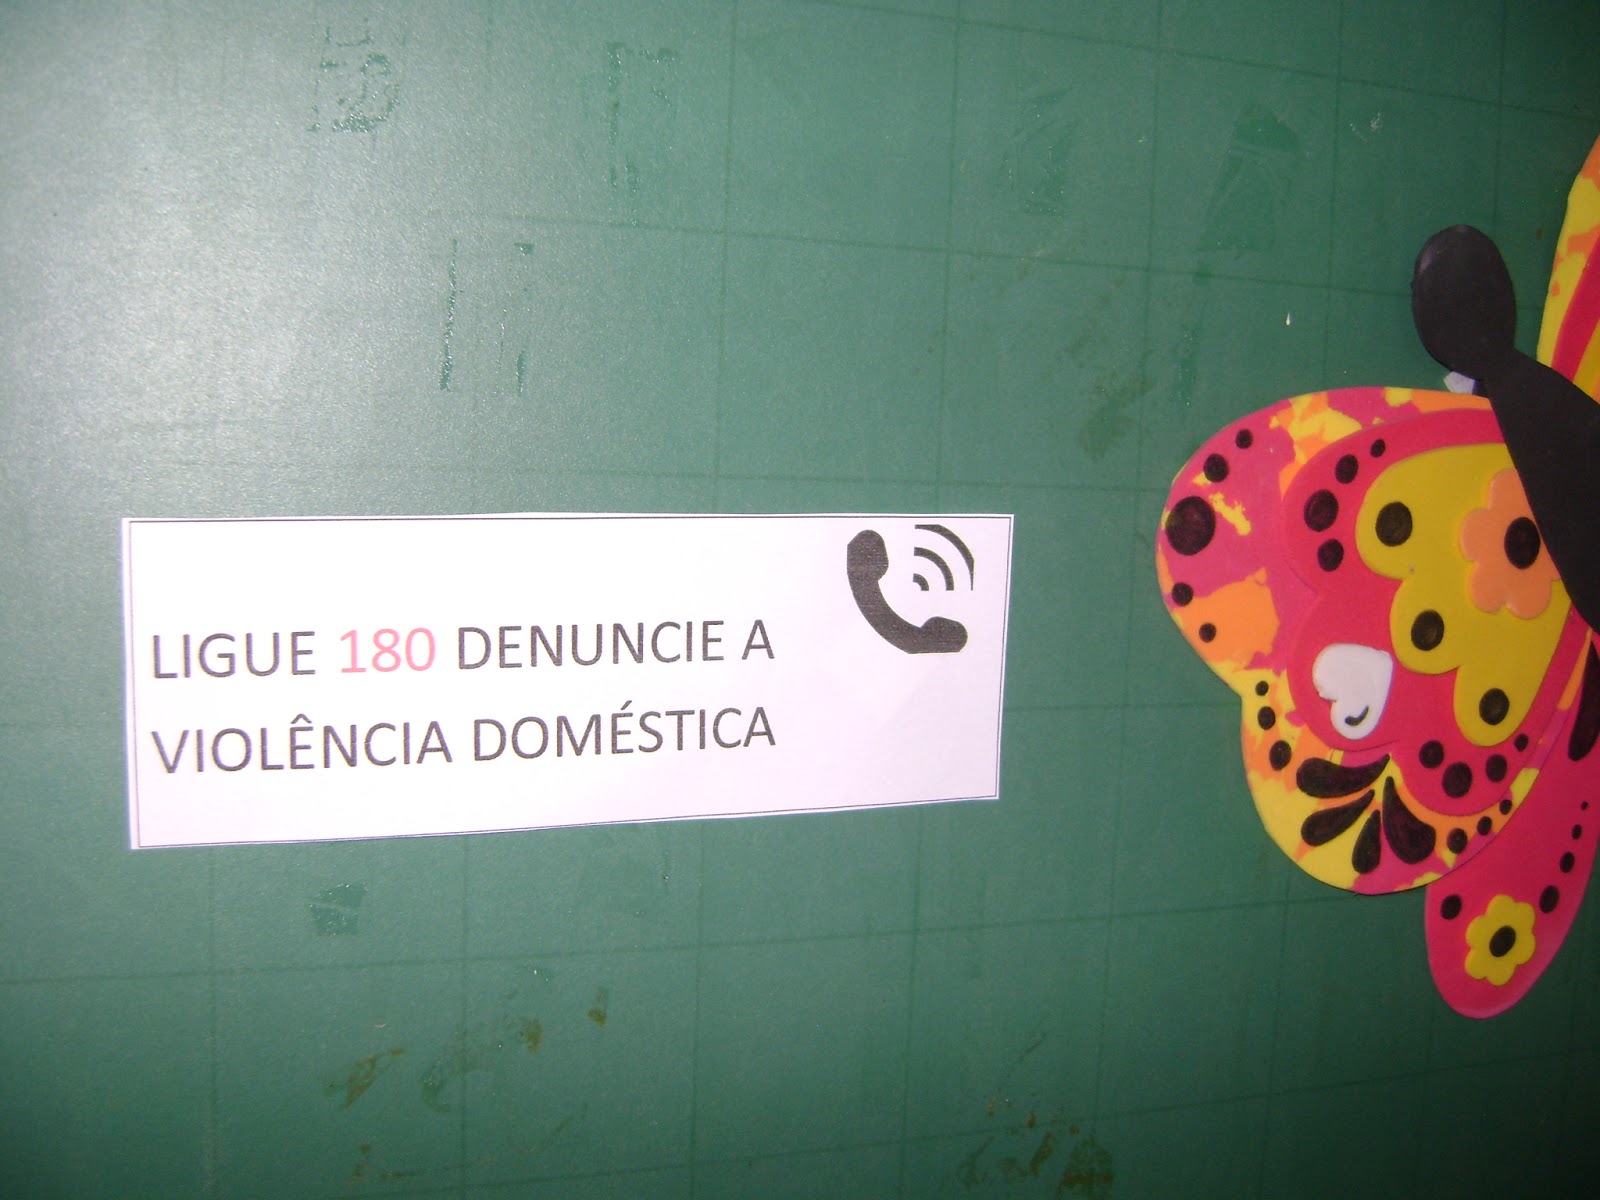 LIGUE 180 DENUNCIE A
VIOLÊNCIA DOMÉSTICA